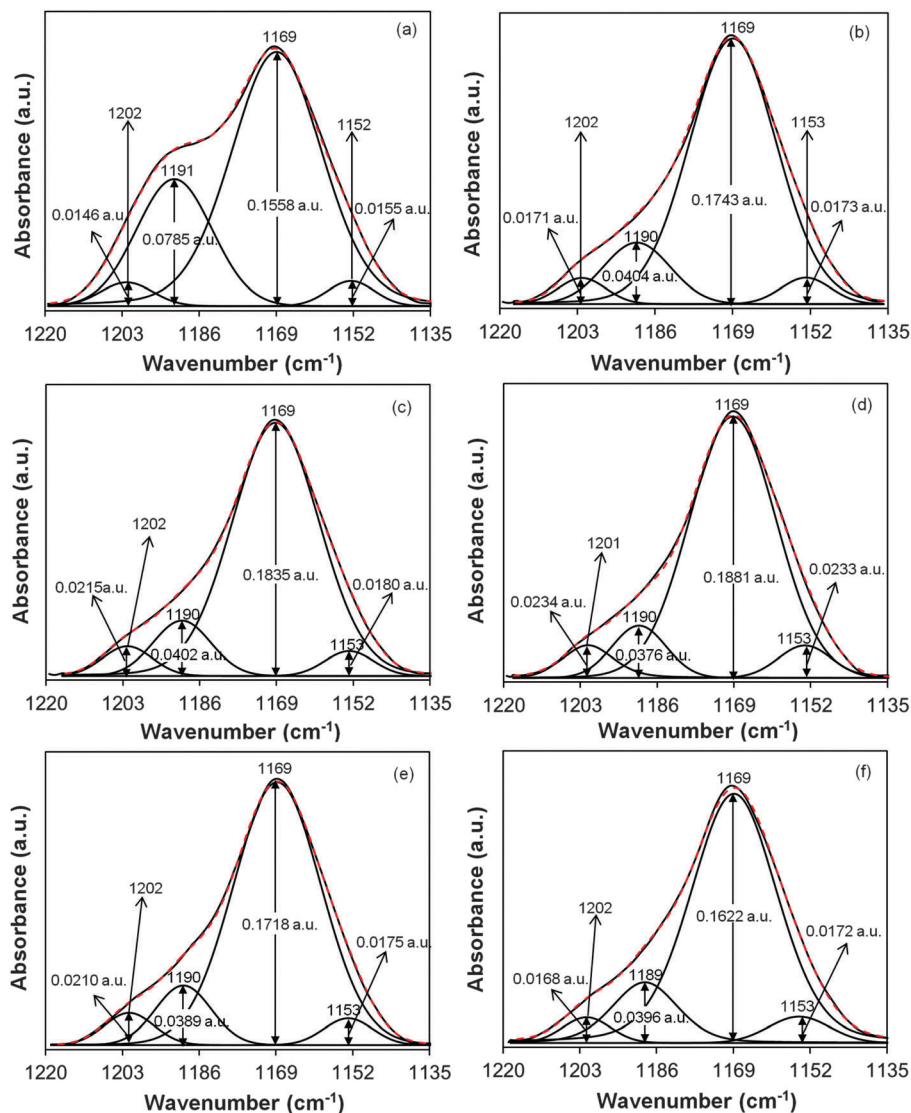 (a)
1169
1202
1152
1191
0.0146 a.u.
0.1558 a.u.
0.0155 a.u.
0.0785 a.u.
Absorbance (a.u.)
1220 1203 1186 1169 1152 1135
Wavenumber (cm-1)
(b)
1169
1202
1153
0.0171 a.u.
0.1743 a.u.
0.0173 a.u.
1190
0.0404 a.u.
Absorbance (a.u.)
1220 1203 1186 1169 1152 1135
Wavenumber (cm-1)
(c)
1169
1202
0.0215a.u.
0.1835 a.u.
0.0180 a.u.
1190
1153
0.0402 a.u.
Absorbance (a.u.)
1220 1203 1186 1169 1152 1135
Wavenumber (cm-1)
(d)
1169
1201
0.0234 a.u.
0.1881 a.u.
0.0233 a.u.
1190
1153
0.0376 a.u.
Absorbance (a.u.)
1220 1203 1186 1169 1152 1135
Wavenumber (cm-1)
(e)
1169
1202
0.0210 a.u.
0.1718 a.u.
0.0175 a.u.
1190
1153
0.0389 a.u.
Absorbance (a.u.)
1220 1203 1186 1169 1152 1135
Wavenumber (cm-1)
(f)
1169
1202
0.0168 a.u.
0.1622 a.u.
0.0172 a.u.
1189
1153
0.0396 a.u.
Absorbance (a.u.)
1220 1203 1186 1169 1152 1135
Wavenumber (cm-1)